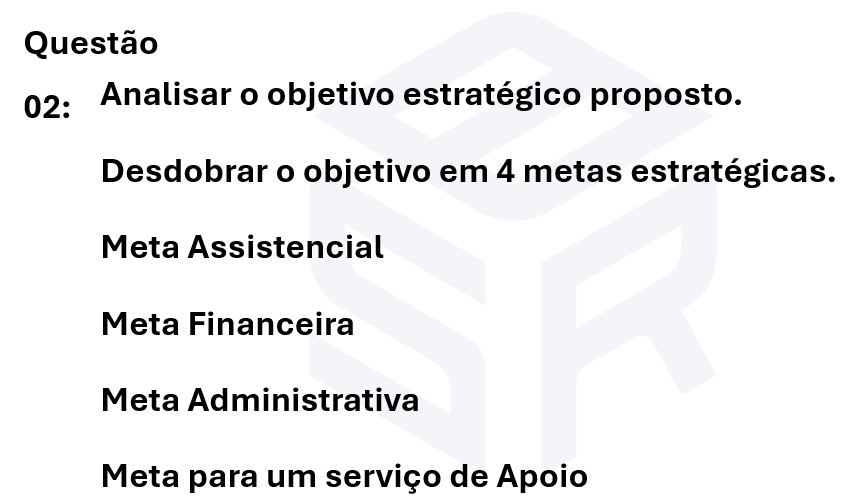 Questão
02:
Analisar o objetivo estratégico proposto.
Desdobrar o objetivo em 4 metas estratégicas.
Meta Assistencial
Meta Financeira
Meta Administrativa
Meta para um serviço de Apoio